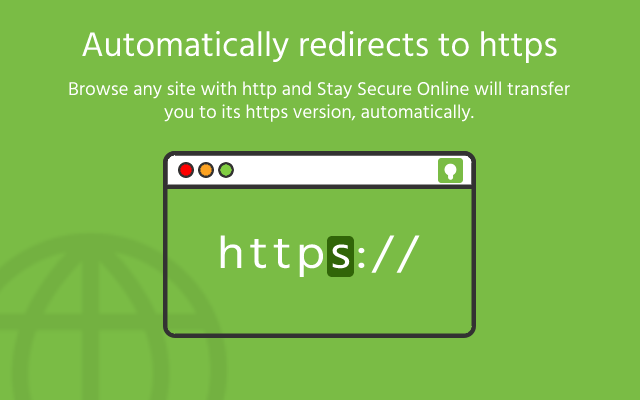 Automatically redirects to https
Browse any site with http and Stay Secure Online will transfer
you to its https version, automatically.
https://